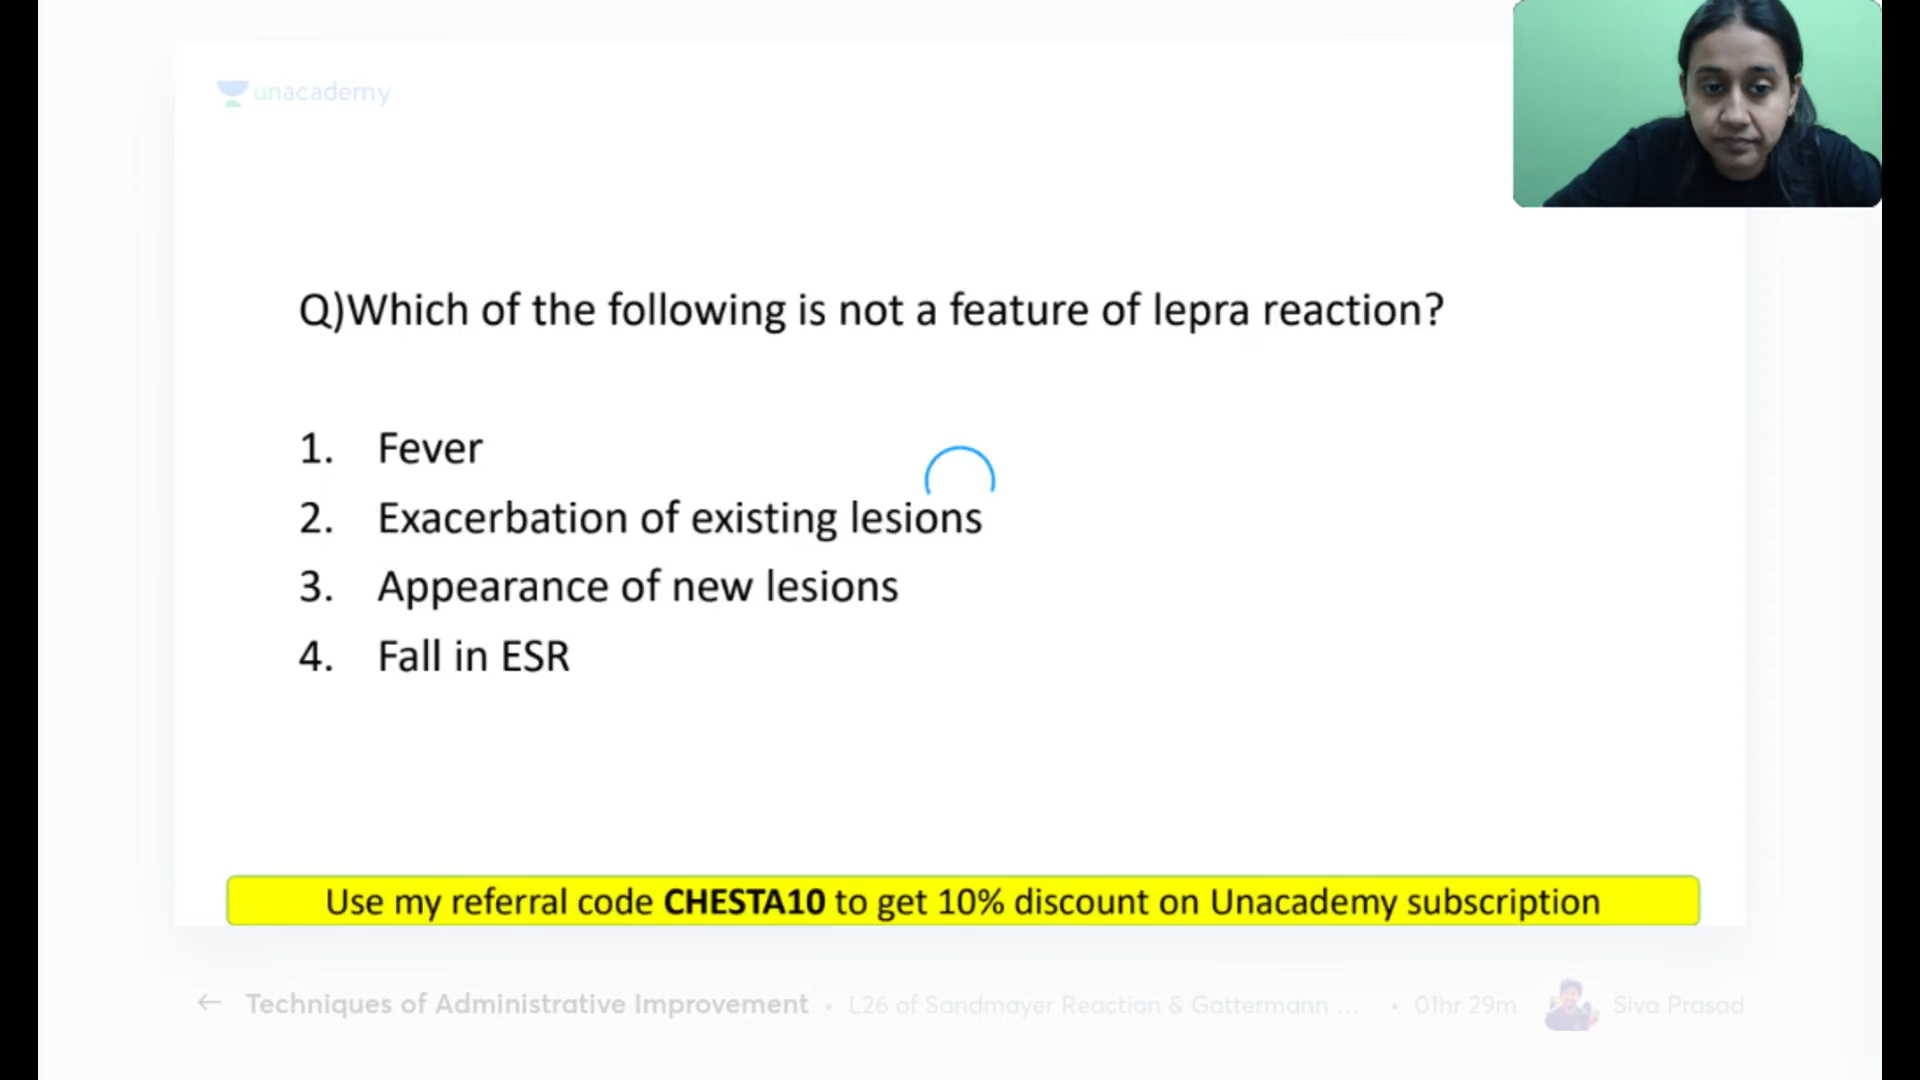 unacademy
Q)Which of the following is not a feature of lepra reaction?
1. Fever
2. Exacerbation of existing lesions
3. Appearance of new lesions
4. Fall in ESR
Use my referral code CHESTA10 to get 10% discount on Unacademy subscription
← Techniques of Administrative Improvement • L26 of Sandmayer Reaction & Gattermann ... • 01hr 29m Siva Prasad